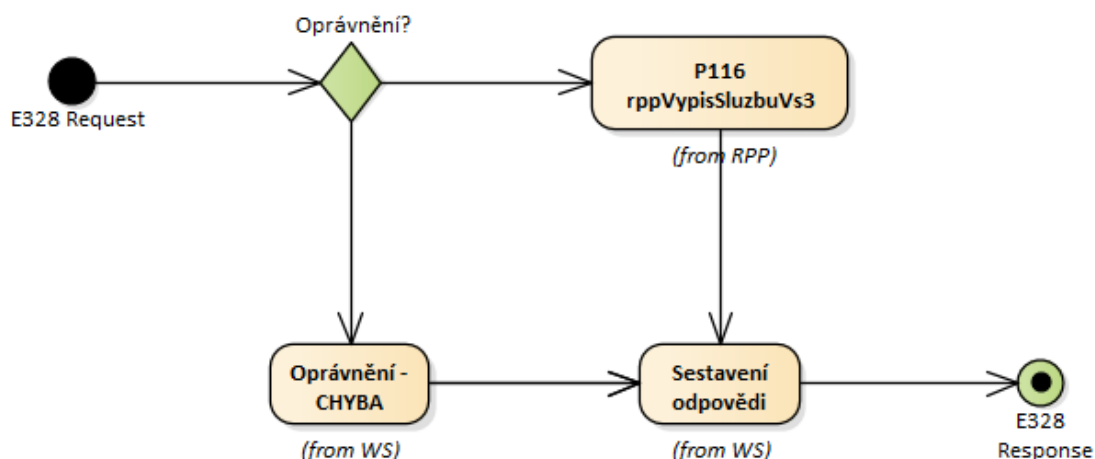 Oprávnění?
E328 Request
P116
rppVypisSluzbuVs3
(from RPP)
Oprávnění -
CHYBA
(from WS)
Sestavení
odpovědi
(from WS)
E328
Response